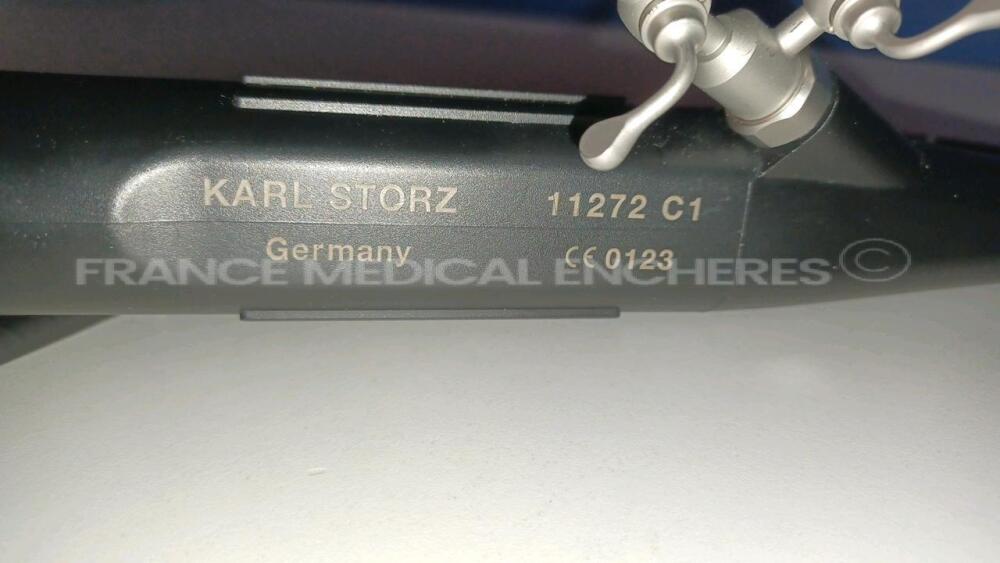 KARL STORZ 11272 C1
Germany CE 0123
FRANCE MEDICAL ENCHERES ©